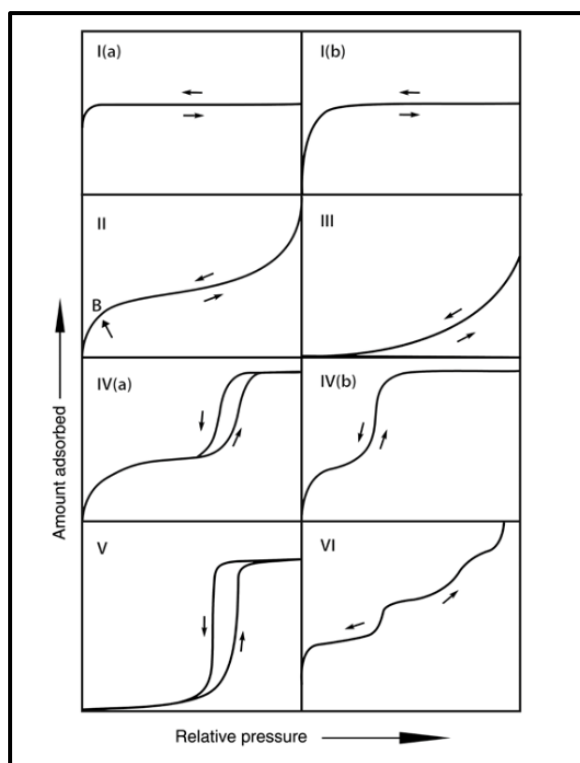 I(a)
I(b)
II
III
B
IV(a)
IV(b)
V
VI
Amount adsorbed
Relative pressure